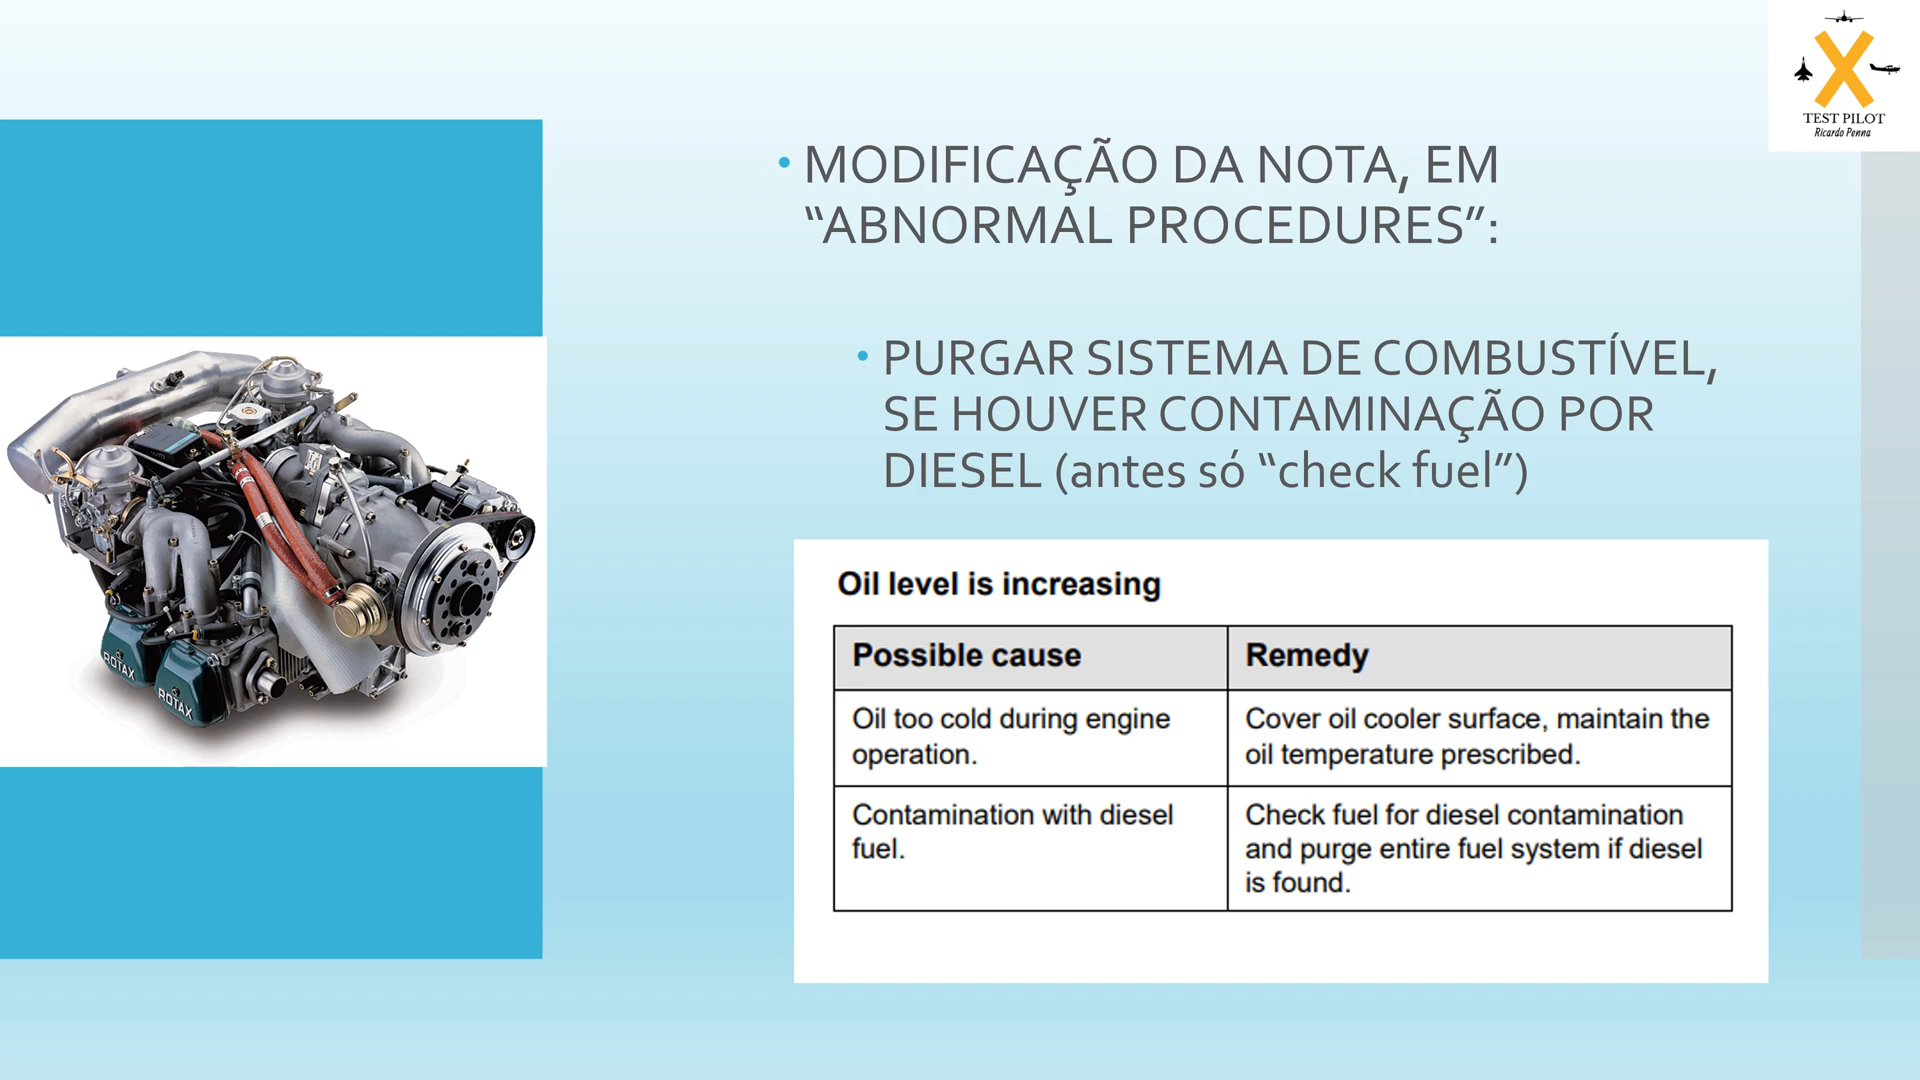 TEST PILOT
Ricardo Penna
• MODIFICAÇÃO DA NOTA, EM
“ABNORMAL PROCEDURES”:
• PURGAR SISTEMA DE COMBUSTÍVEL,
SE HOUVER CONTAMINAÇÃO POR
DIESEL (antes só “check fuel”)
ROTAX
ROTAX
Oil level is increasing
Possible cause
Remedy
Oil too cold during engine
operation.
Cover oil cooler surface, maintain the
oil temperature prescribed.
Contamination with diesel
fuel.
Check fuel for diesel contamination
and purge entire fuel system if diesel
is found.